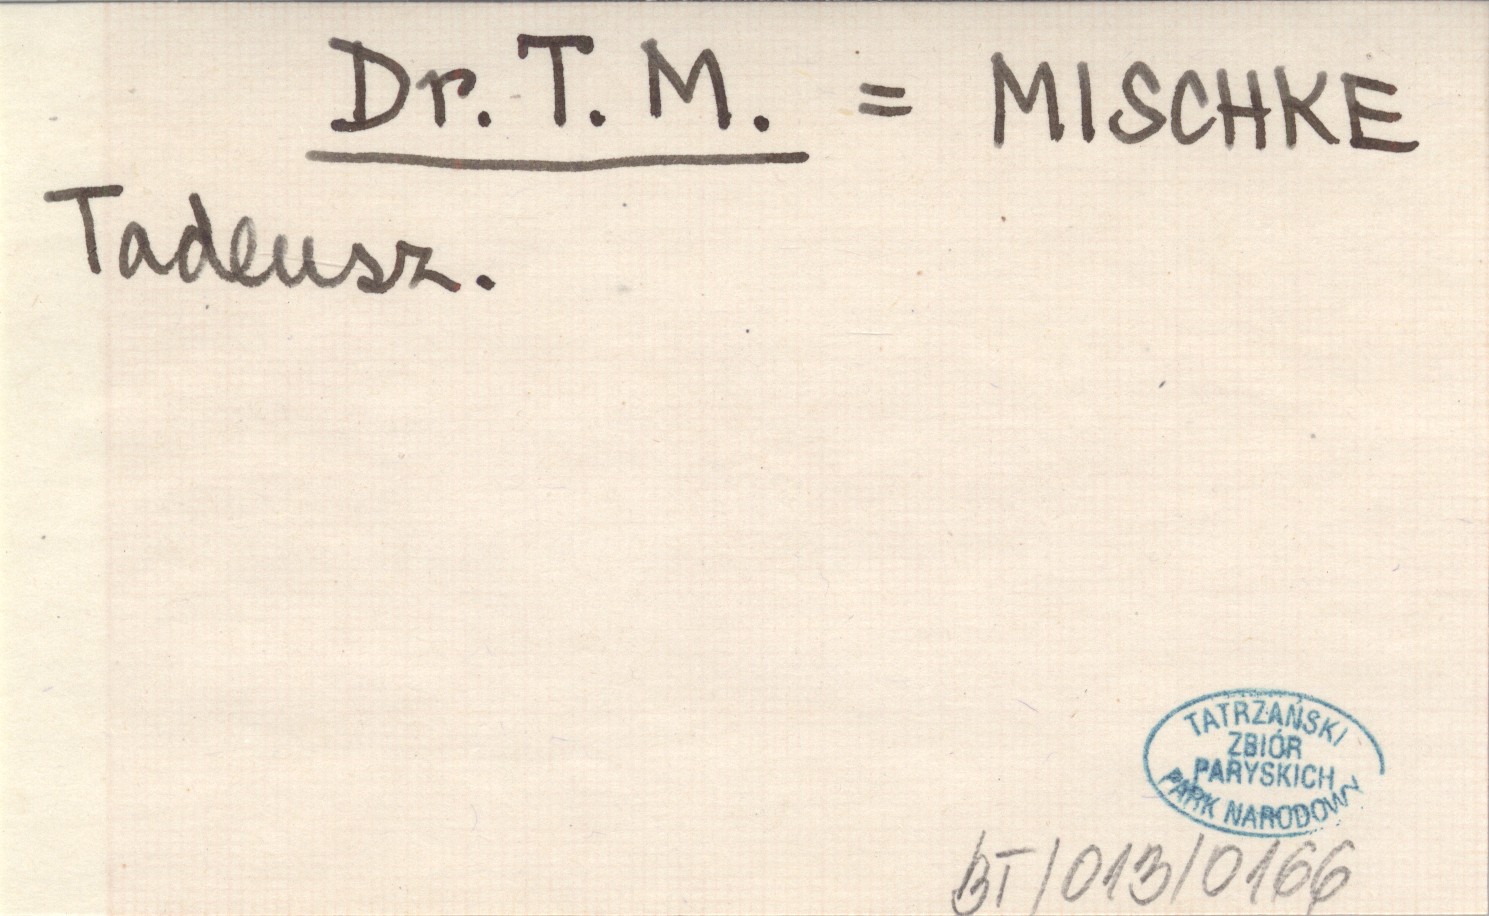 Dr. T. M. = MISCHKE
Tadeusz.
TATRZAŃSKI
ZBIÓR
PARYSKICH
PARK NARODOWY
BT/013/0166